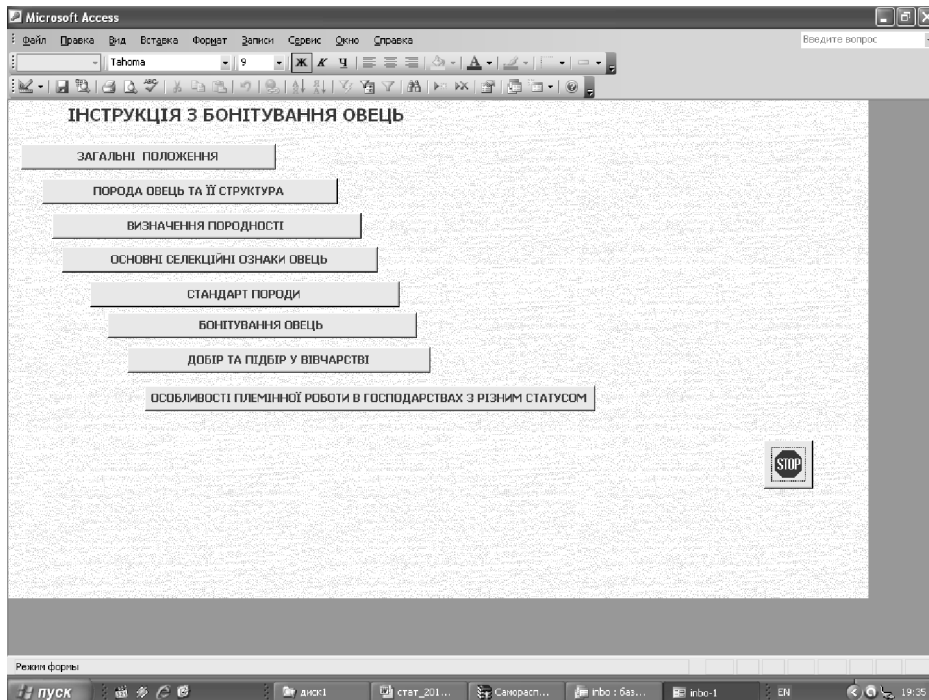 Microsoft Access
Файл Правка Вид Вставка Формат Записи Сервис Окно Справка
Введите вопрос
Tahoma 9 Ж К Ч
ІНСТРУКЦІЯ З БОНІТУВАННЯ ОВЕЦЬ
ЗАГАЛЬНІ ПОЛОЖЕННЯ
ПОРОДА ОВЕЦЬ ТА ЇЇ СТРУКТУРА
ВИЗНАЧЕННЯ ПОРОДНОСТІ
ОСНОВНІ СЕЛЕКЦІЙНІ ОЗНАКИ ОВЕЦЬ
СТАНДАРТ ПОРОДИ
БОНІТУВАННЯ ОВЕЦЬ
ДОБІР ТА ПІДБІР У ВІВЧАРСТВІ
ОСОБЛИВОСТІ ПЛЕМІННОЇ РОБОТИ В ГОСПОДАРСТВАХ З РІЗНИМ СТАТУСОМ
STOP
Режим формы
пуск диск1 стат_201... Саморасп... inbo : баз... inbo-1 EN 19:35